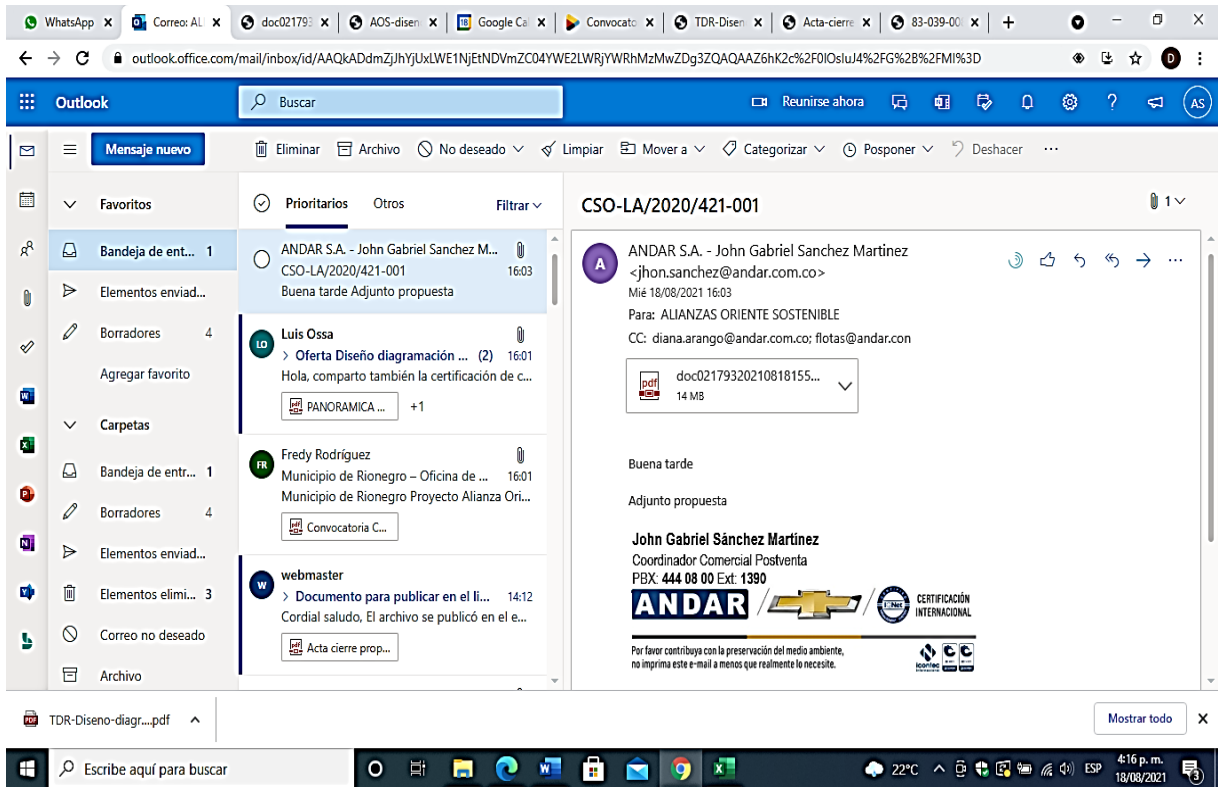 WhatsApp
Correo: AL
doc021793
AOS-disen
Google Cal
Convocato
TDR-Disen
Acta-cierre
83-039-00
outlook.office.com/mail/inbox/id/AAQkADdmZjJhYjUxLWE1NjEtNDVmZC04YWE2LWRjYWRhMzMwZDg3ZQAQAAZ6hK2c%2F0IOsIuJ4%2FG%2B%2FMI%3D
D
Outlook
Buscar
Reunirse ahora
AS
Mensaje nuevo
Eliminar Archivo No deseado Limpiar Mover a Categorizar Posponer Deshacer ...
Favoritos
Bandeja de ent... 1
Elementos enviad...
Borradores 4
Agregar favorito
Carpetas
Bandeja de entr... 1
Borradores 4
Elementos enviad...
Elementos elimi... 3
Correo no deseado
Archivo
Prioritarios Otros Filtrar
ANDAR S.A. - John Gabriel Sanchez M...
CSO-LA/2020/421-001 16:03
Buena tarde Adjunto propuesta
LO
Luis Ossa
> Oferta Diseño diagramación ... (2) 16:01
Hola, comparto también la certificación de c...
PANORAMICA ... +1
FR
Fredy Rodríguez
Municipio de Rionegro – Oficina de ... 16:01
Municipio de Rionegro Proyecto Alianza Ori...
Convocatoria C...
W
webmaster
> Documento para publicar en el li... 14:12
Cordial saludo, El archivo se publicó en el e...
Acta cierre prop...
CSO-LA/2020/421-001
1
A
ANDAR S.A. - John Gabriel Sanchez Martinez
<jhon.sanchez@andar.com.co>
Mié 18/08/2021 16:03
Para: ALIANZAS ORIENTE SOSTENIBLE
CC: diana.arango@andar.com.co; flotas@andar.con
pdf
doc02179320210818155...
14 MB
Buena tarde
Adjunto propuesta
John Gabriel Sánchez Martínez
Coordinador Comercial Postventa
PBX: 444 08 00 Ext: 1390
ANDAR
IQNet
CERTIFICACIÓN
INTERNACIONAL
Por favor contribuya con la preservación del medio ambiente,
no imprima este e-mail a menos que realmente lo necesite.
icontec
TDR-Diseno-diagr....pdf
Mostrar todo
Escribe aquí para buscar
22°C
ESP
4:16 p. m.
18/08/2021
3